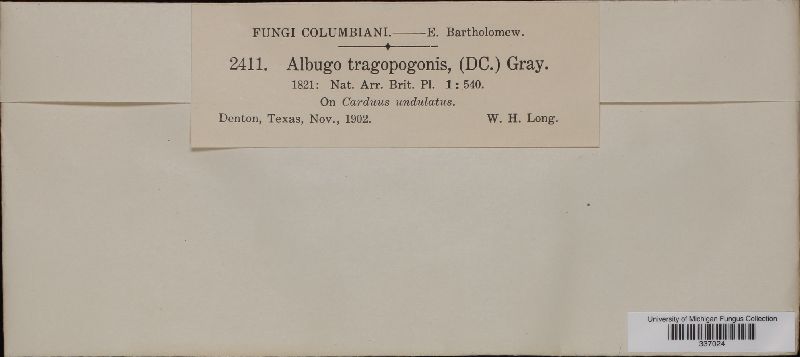 FUNGI COLUMBIANI.——E. Bartholomew.
2411. Albugo tragopogonis, (DC.) Gray.
1821: Nat. Arr. Brit. Pl. 1: 540.
On Carduus undulatus.
Denton, Texas, Nov., 1902. W. H. Long.
University of Michigan Fungus Collection
337024